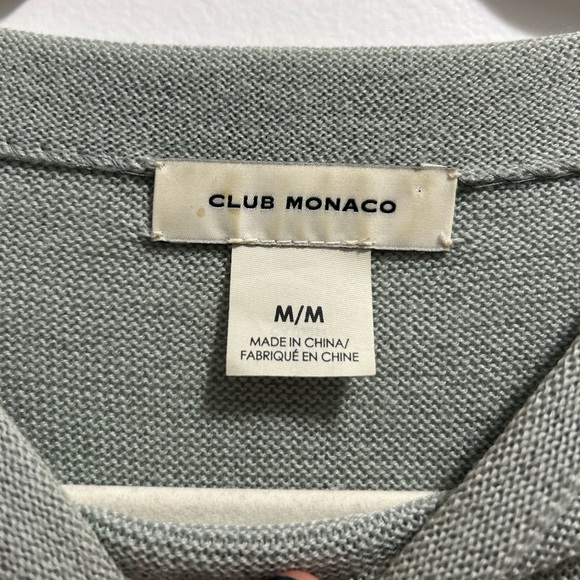 CLUB MONACO
M/M
MADE IN CHINA/
FABRIQUÉ EN CHINE